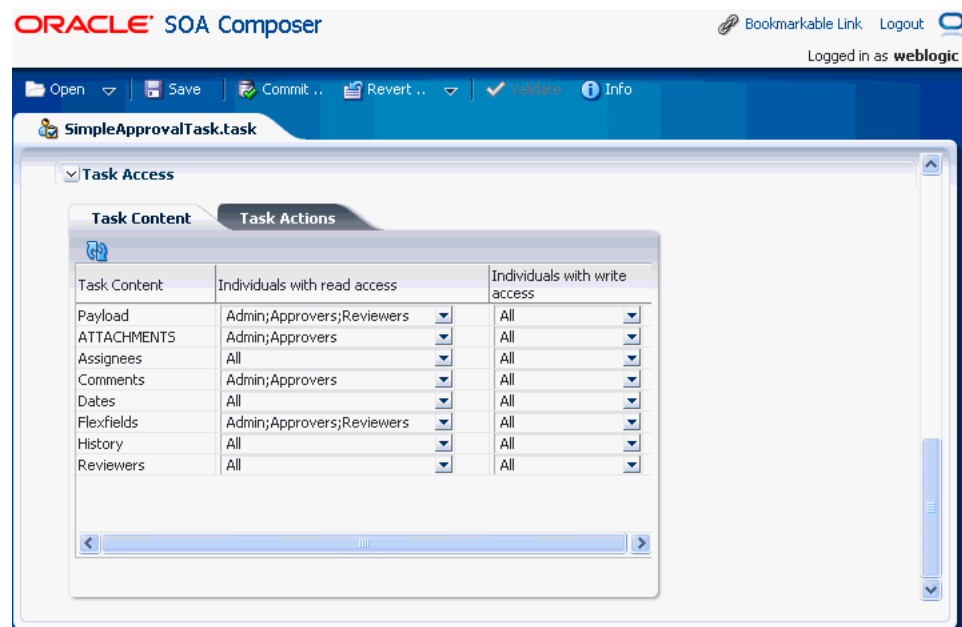 ORACLE SOA Composer
Bookmarkable Link Logout
Logged in as weblogic
Open Save Commit .. Revert .. Validate Info
SimpleApprovalTask.task
Task Access
Task Content Task Actions
Task Content Individuals with read access Individuals with write access
Payload Admin;Approvers;Reviewers All
ATTACHMENTS Admin;Approvers All
Assignees All All
Comments Admin;Approvers All
Dates All All
Flexfields Admin;Approvers;Reviewers All
History All All
Reviewers All All